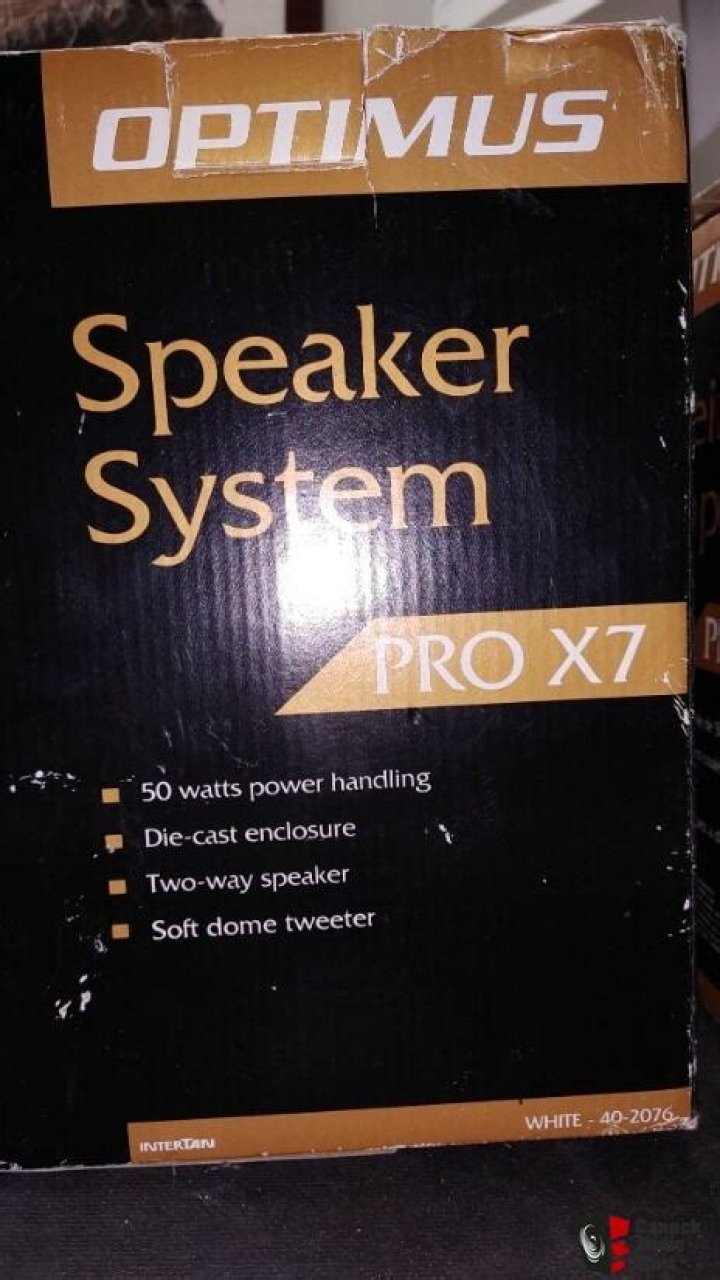 OPTIMUS
Speaker
System
PRO X7
50 watts power handling
Die-cast enclosure
Two-way speaker
Soft dome tweeter
INTERTAN
WHITE - 40-2076